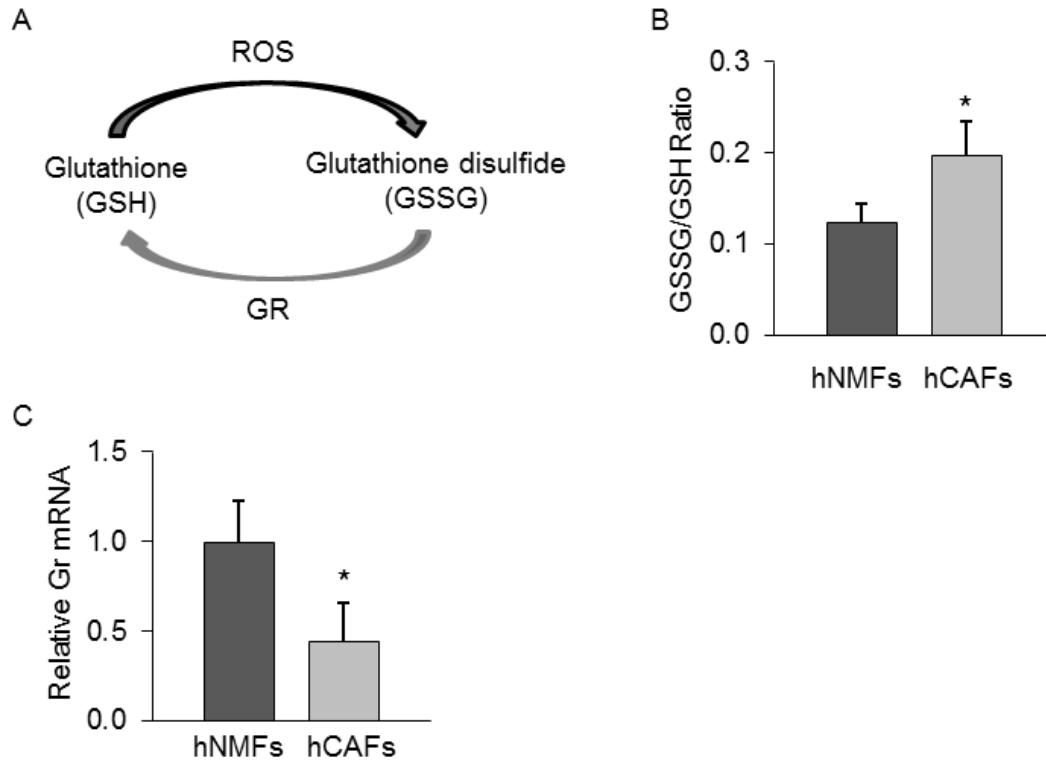 A
ROS
Glutathione
(GSH)
Glutathione disulfide
(GSSG)
GR
B
GSSG/GSH Ratio
0.3
0.2
0.1
0.0
*
hNMFs hCAFs
C
Relative Gr mRNA
1.5
1.0
0.5
0.0
*
hNMFs hCAFs